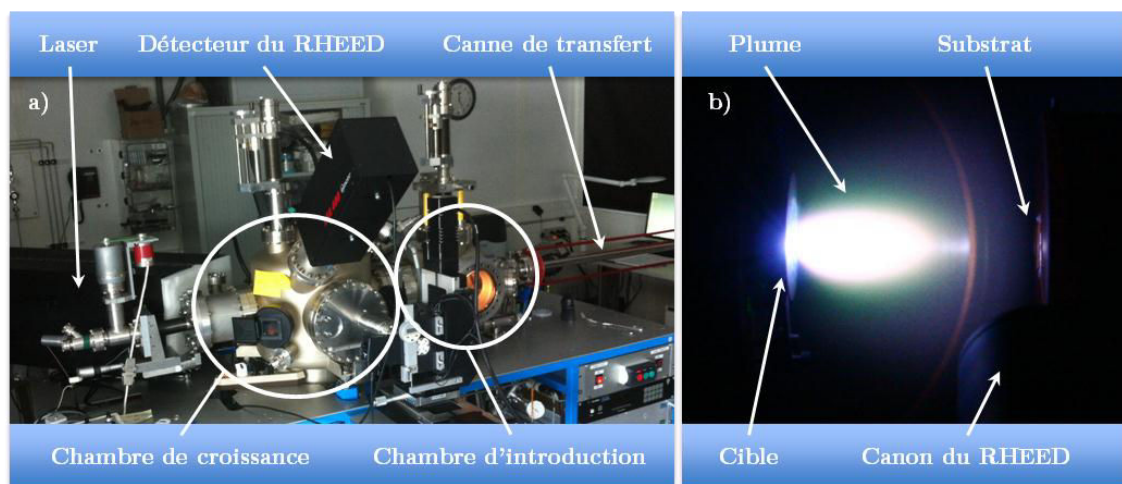 Laser
Détecteur du RHEED
Canne de transfert
a)
Chambre de croissance
Chambre d'introduction
Plume
Substrat
b)
Cible
Canon du RHEED